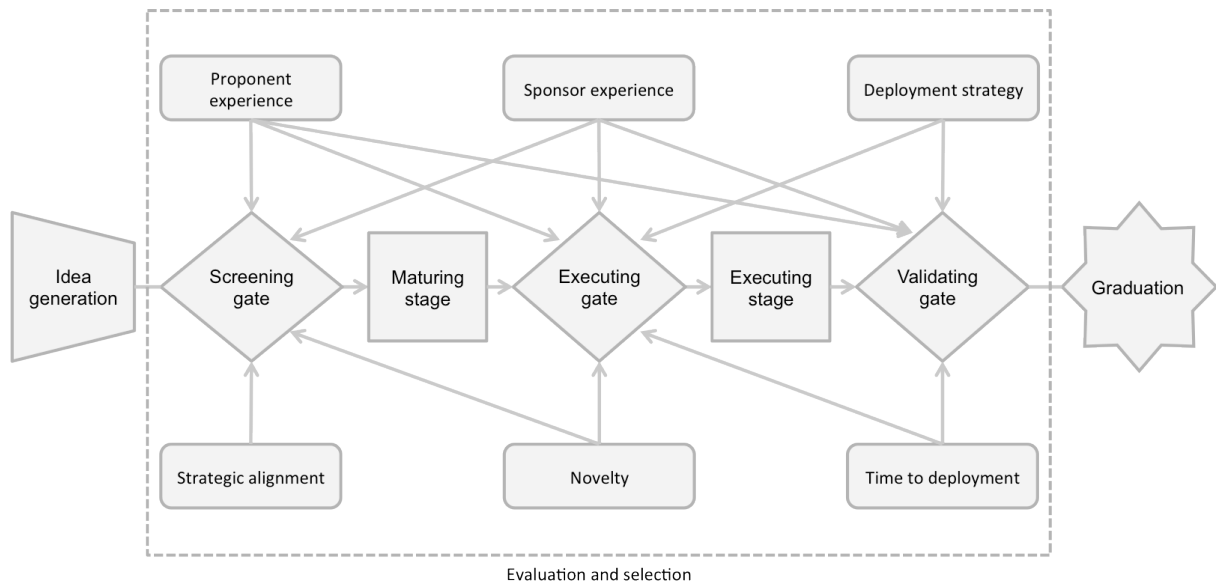 Proponent
experience
Sponsor experience
Deployment strategy
Idea
generation
Screening
gate
Maturing
stage
Executing
gate
Executing
stage
Validating
gate
Graduation
Strategic alignment
Novelty
Time to deployment
Evaluation and selection